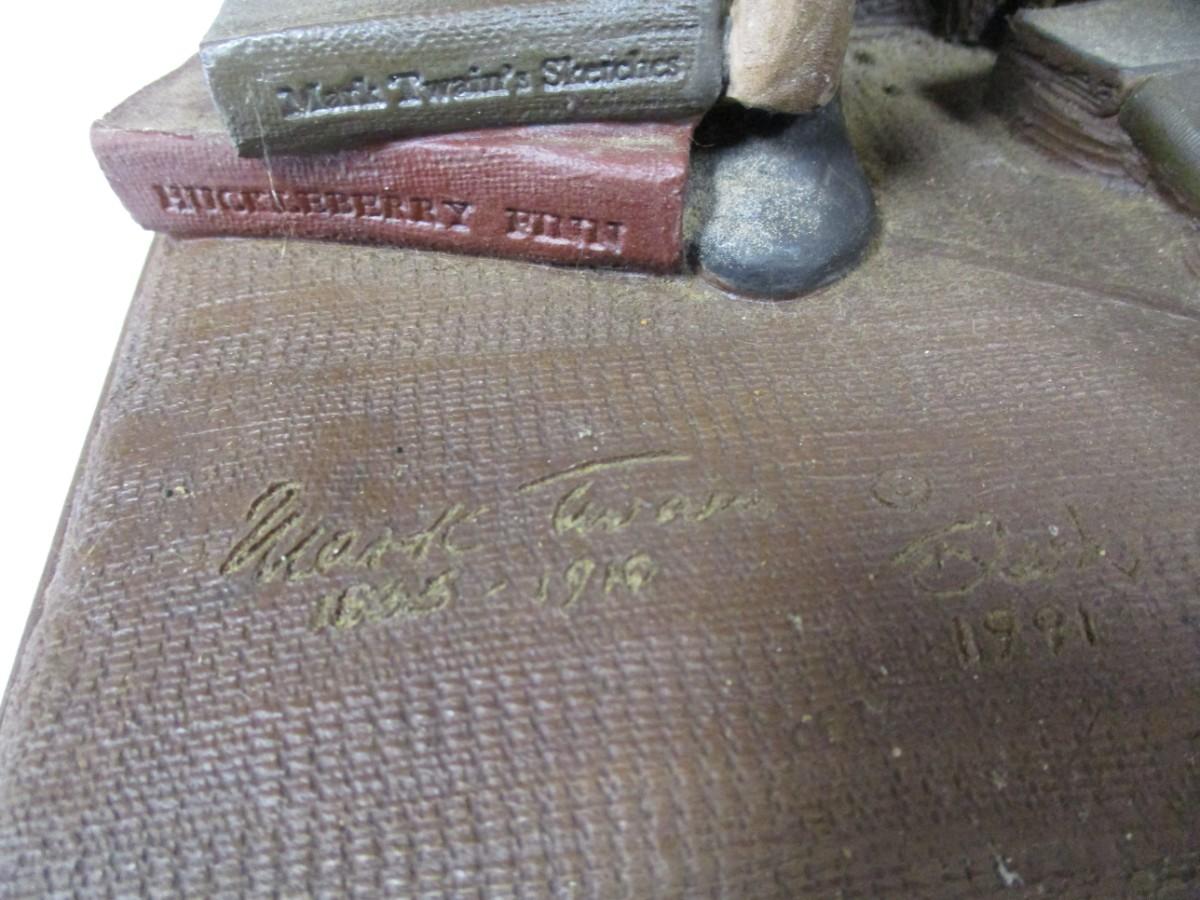 Mark Twain's Sketches
HUCKLEBERRY FINN
Mark Twain ©
1835 - 1910
1991